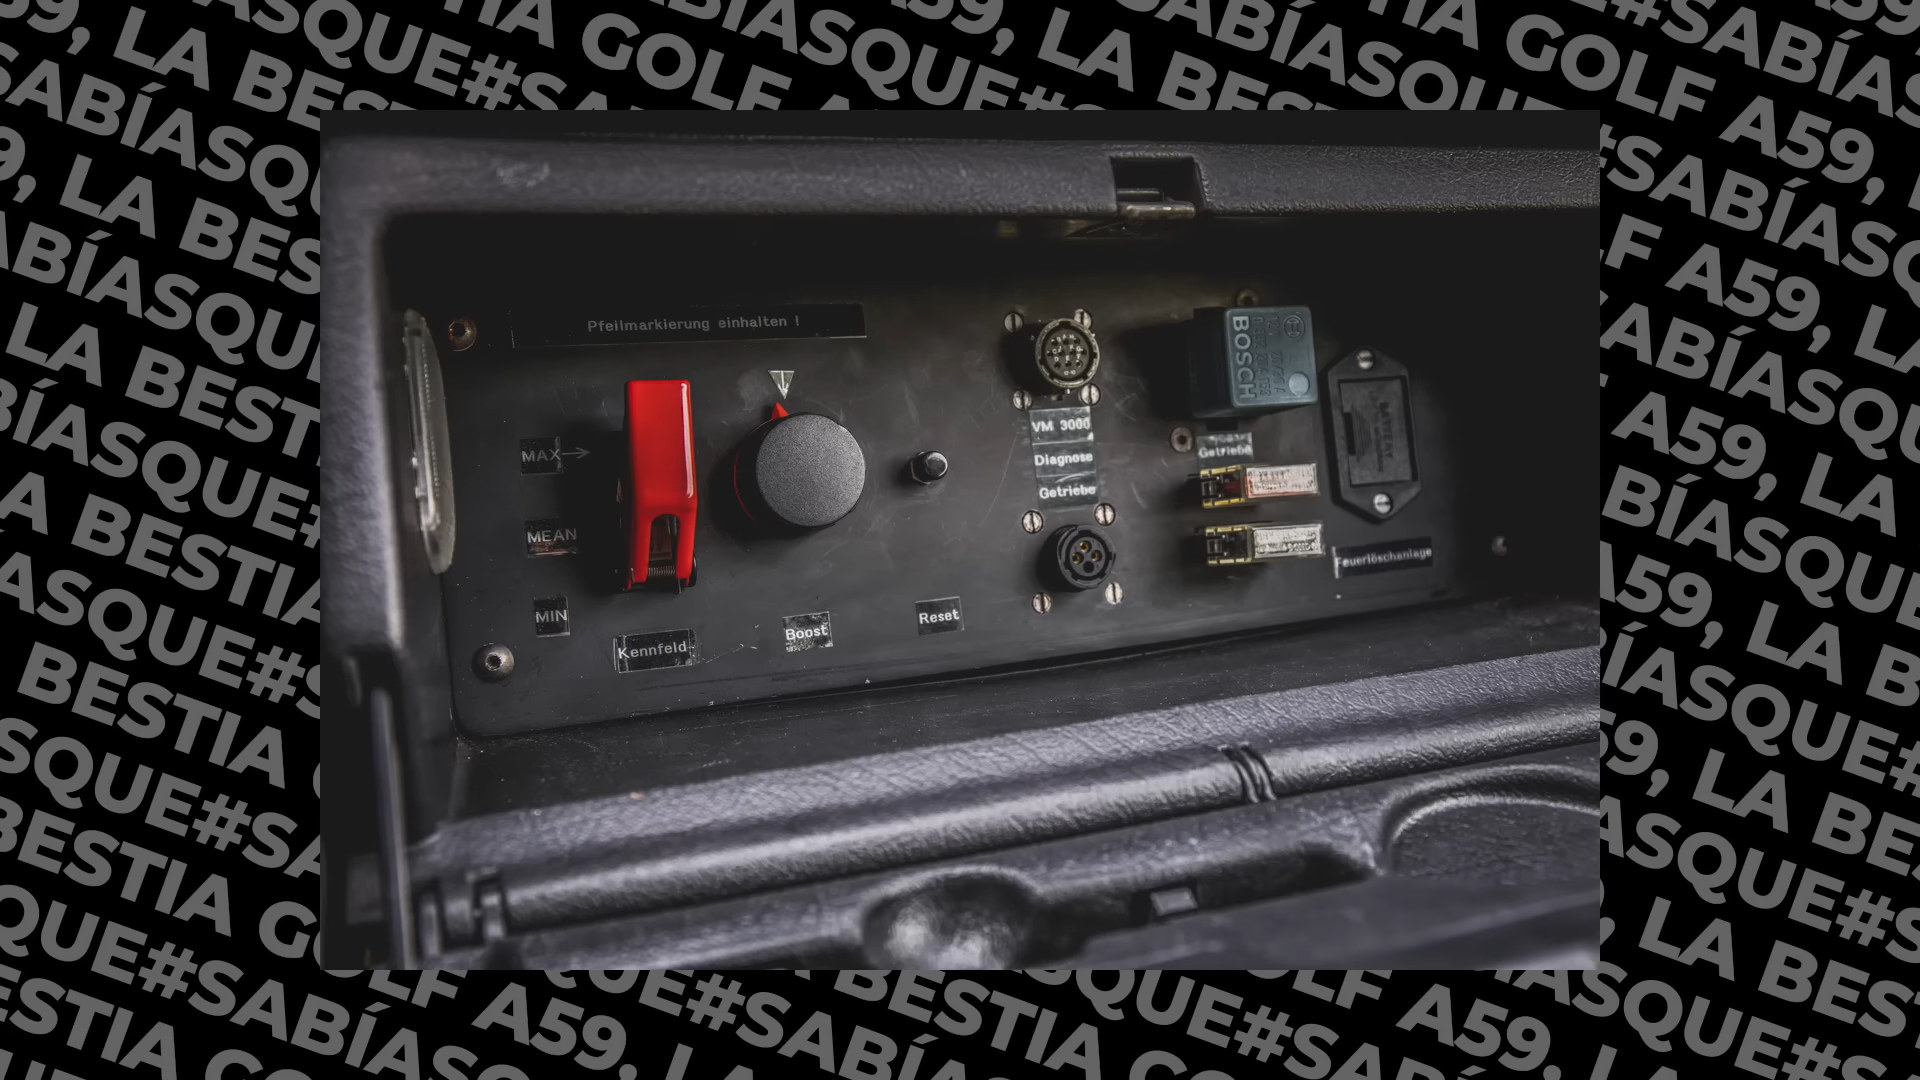 #SABÍASQUE
GOLF A59, LA BESTIA
Pfeilmarkierung einhalten !
MAX
MEAN
MIN
Kennfeld
Boost
Reset
VM 3000
Diagnose
Getriebe
BOSCH
Getriebe
BATTERY
Feuerlöschanlage